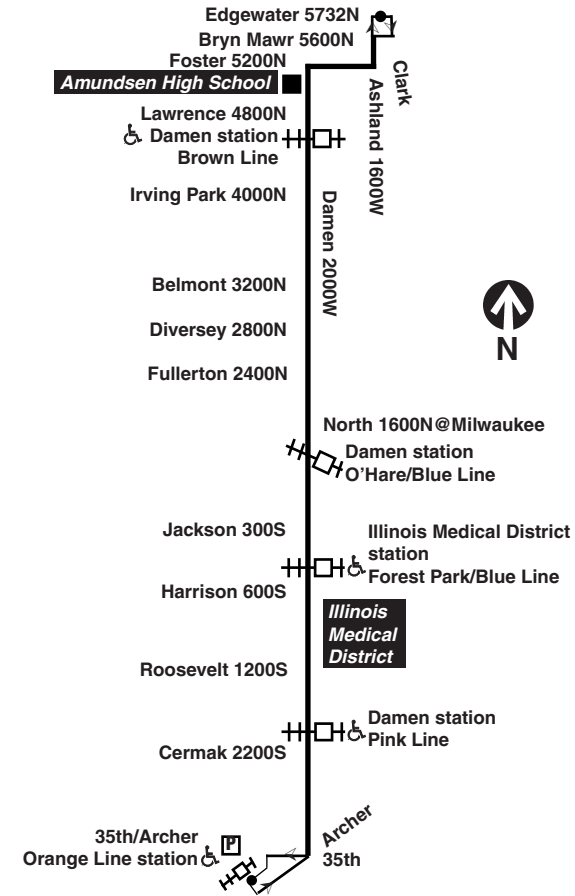 Edgewater 5732N
Bryn Mawr 5600N
Foster 5200N
Amundsen High School
Clark
Ashland 1600W
Lawrence 4800N
Damen station
Brown Line
Irving Park 4000N
Damen 2000W
Belmont 3200N
Diversey 2800N
Fullerton 2400N
N
North 1600N@Milwaukee
Damen station
O'Hare/Blue Line
Jackson 300S
Illinois Medical District
station
Forest Park/Blue Line
Harrison 600S
Illinois
Medical
District
Roosevelt 1200S
Damen station
Pink Line
Cermak 2200S
35th/Archer
Orange Line station
P
Archer
35th